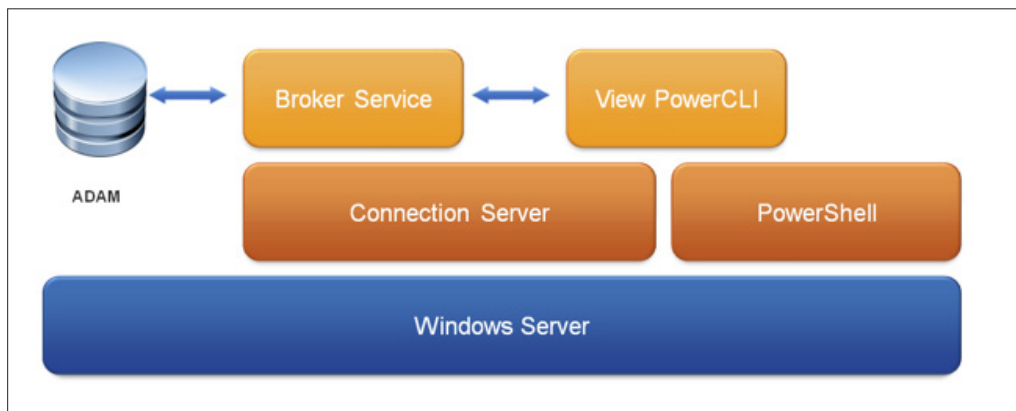 Broker Service
View PowerCLI
ADAM
Connection Server
PowerShell
Windows Server